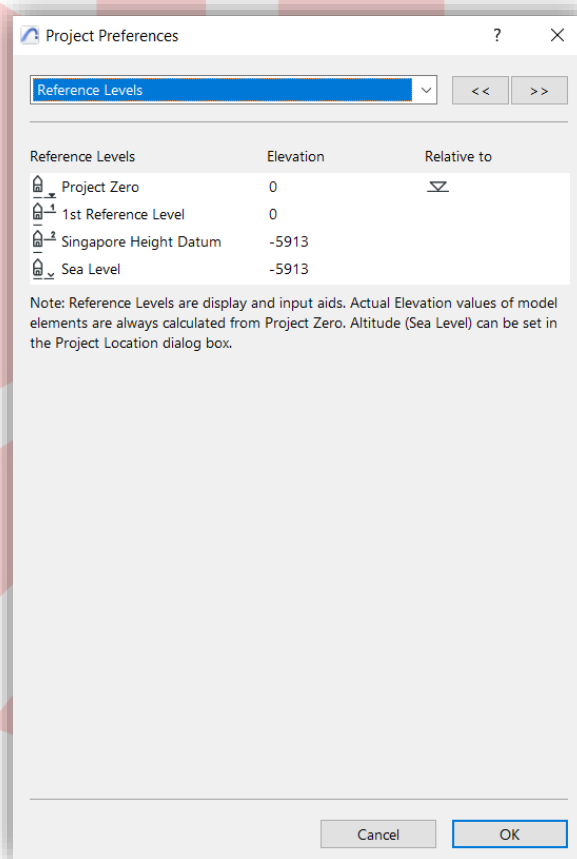 Project Preferences ?
Reference Levels << >>
Reference Levels Elevation Relative to
Project Zero 0
1 1st Reference Level 0
2 Singapore Height Datum -5913
Sea Level -5913
Note: Reference Levels are display and input aids. Actual Elevation values of model
elements are always calculated from Project Zero. Altitude (Sea Level) can be set in
the Project Location dialog box.
Cancel OK